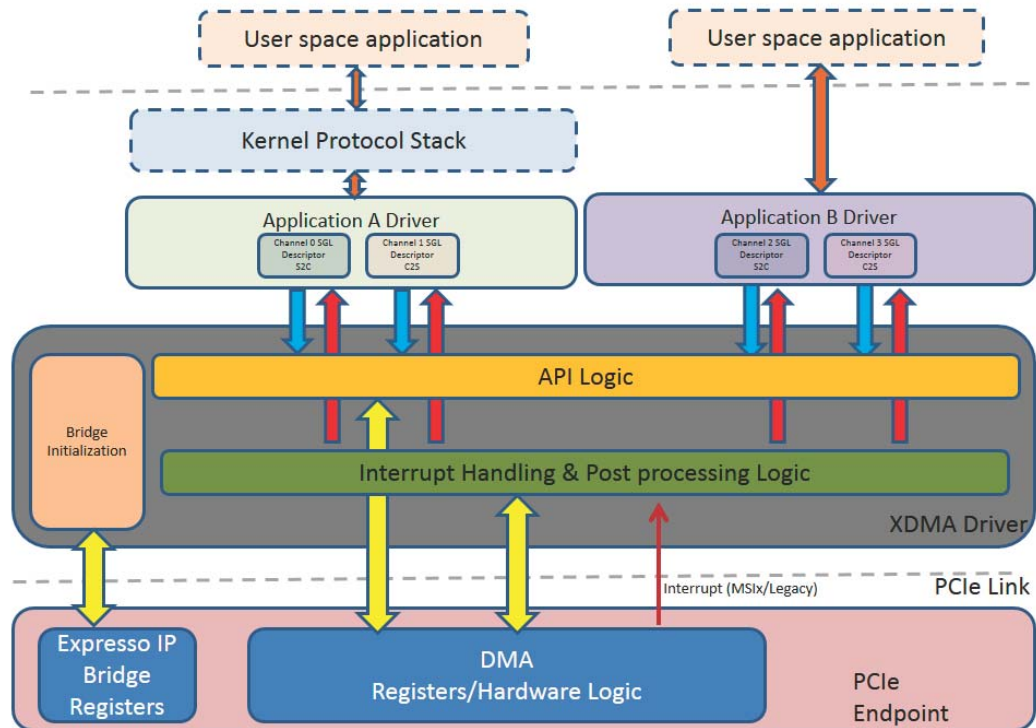 User space application
User space application
Kernel Protocol Stack
Application A Driver
Channel 0 SGL
Descriptor
S2C
Channel 1 SGL
Descriptor
C2S
Application B Driver
Channel 2 SGL
Descriptor
S2C
Channel 3 SGL
Descriptor
C2S
API Logic
Bridge
Initialization
Interrupt Handling & Post processing Logic
XDMA Driver
Interrupt (MSIx/Legacy)
PCIe Link
Expresso IP
Bridge
Registers
DMA
Registers/Hardware Logic
PCIe
Endpoint